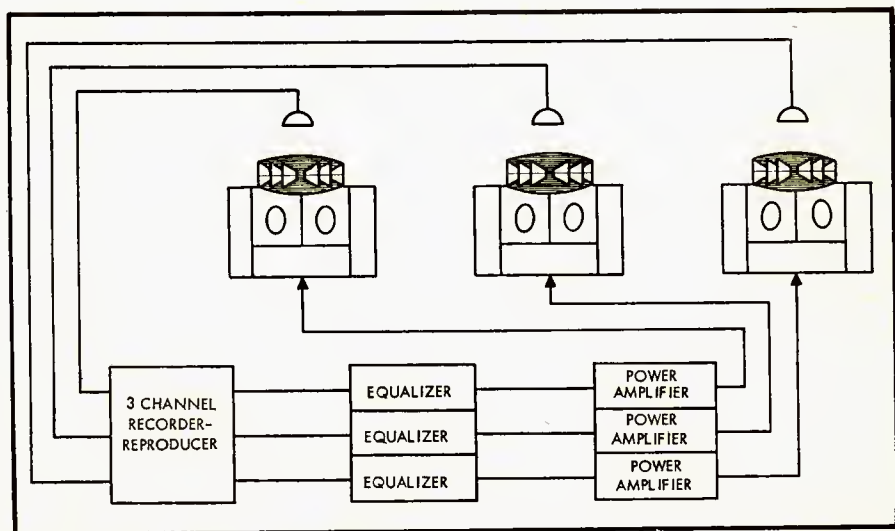 3 CHANNEL
RECORDER-
REPRODUCER
EQUALIZER
EQUALIZER
EQUALIZER
POWER
AMPLIFIER
POWER
AMPLIFIER
POWER
AMPLIFIER